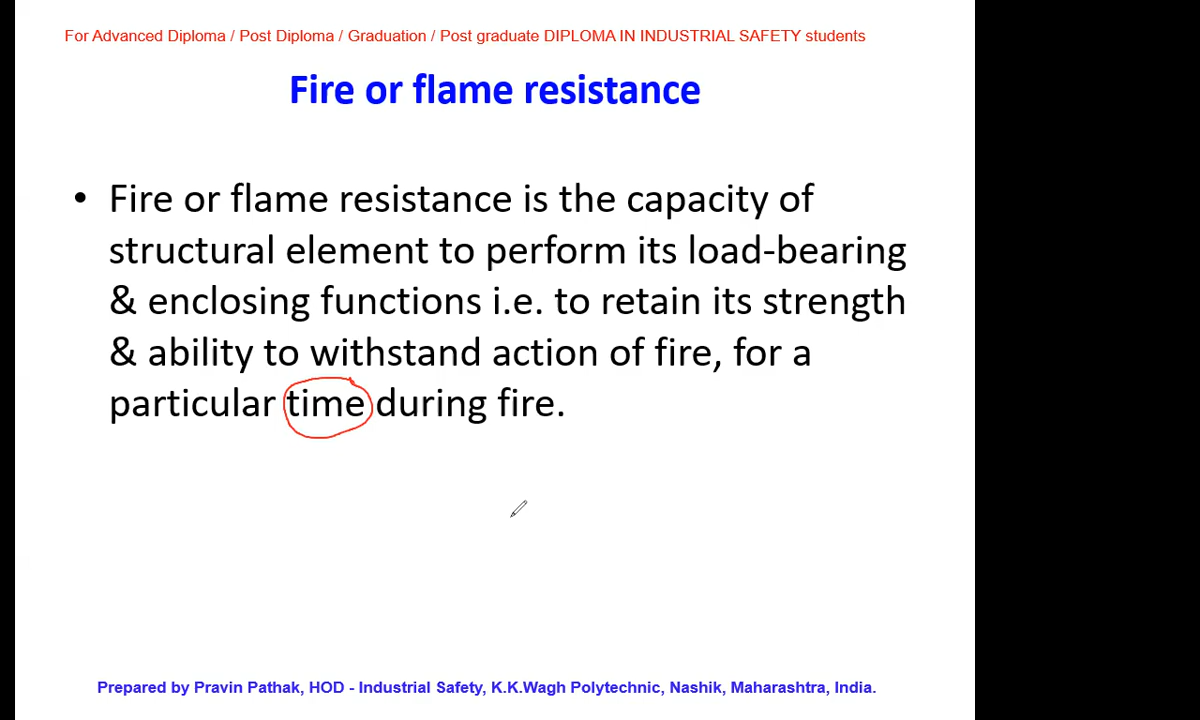 For Advanced Diploma / Post Diploma / Graduation / Post graduate DIPLOMA IN INDUSTRIAL SAFETY students
Fire or flame resistance
• Fire or flame resistance is the capacity of
structural element to perform its load-bearing
& enclosing functions i.e. to retain its strength
& ability to withstand action of fire, for a
particular time during fire.
Prepared by Pravin Pathak, HOD - Industrial Safety, K.K.Wagh Polytechnic, Nashik, Maharashtra, India.